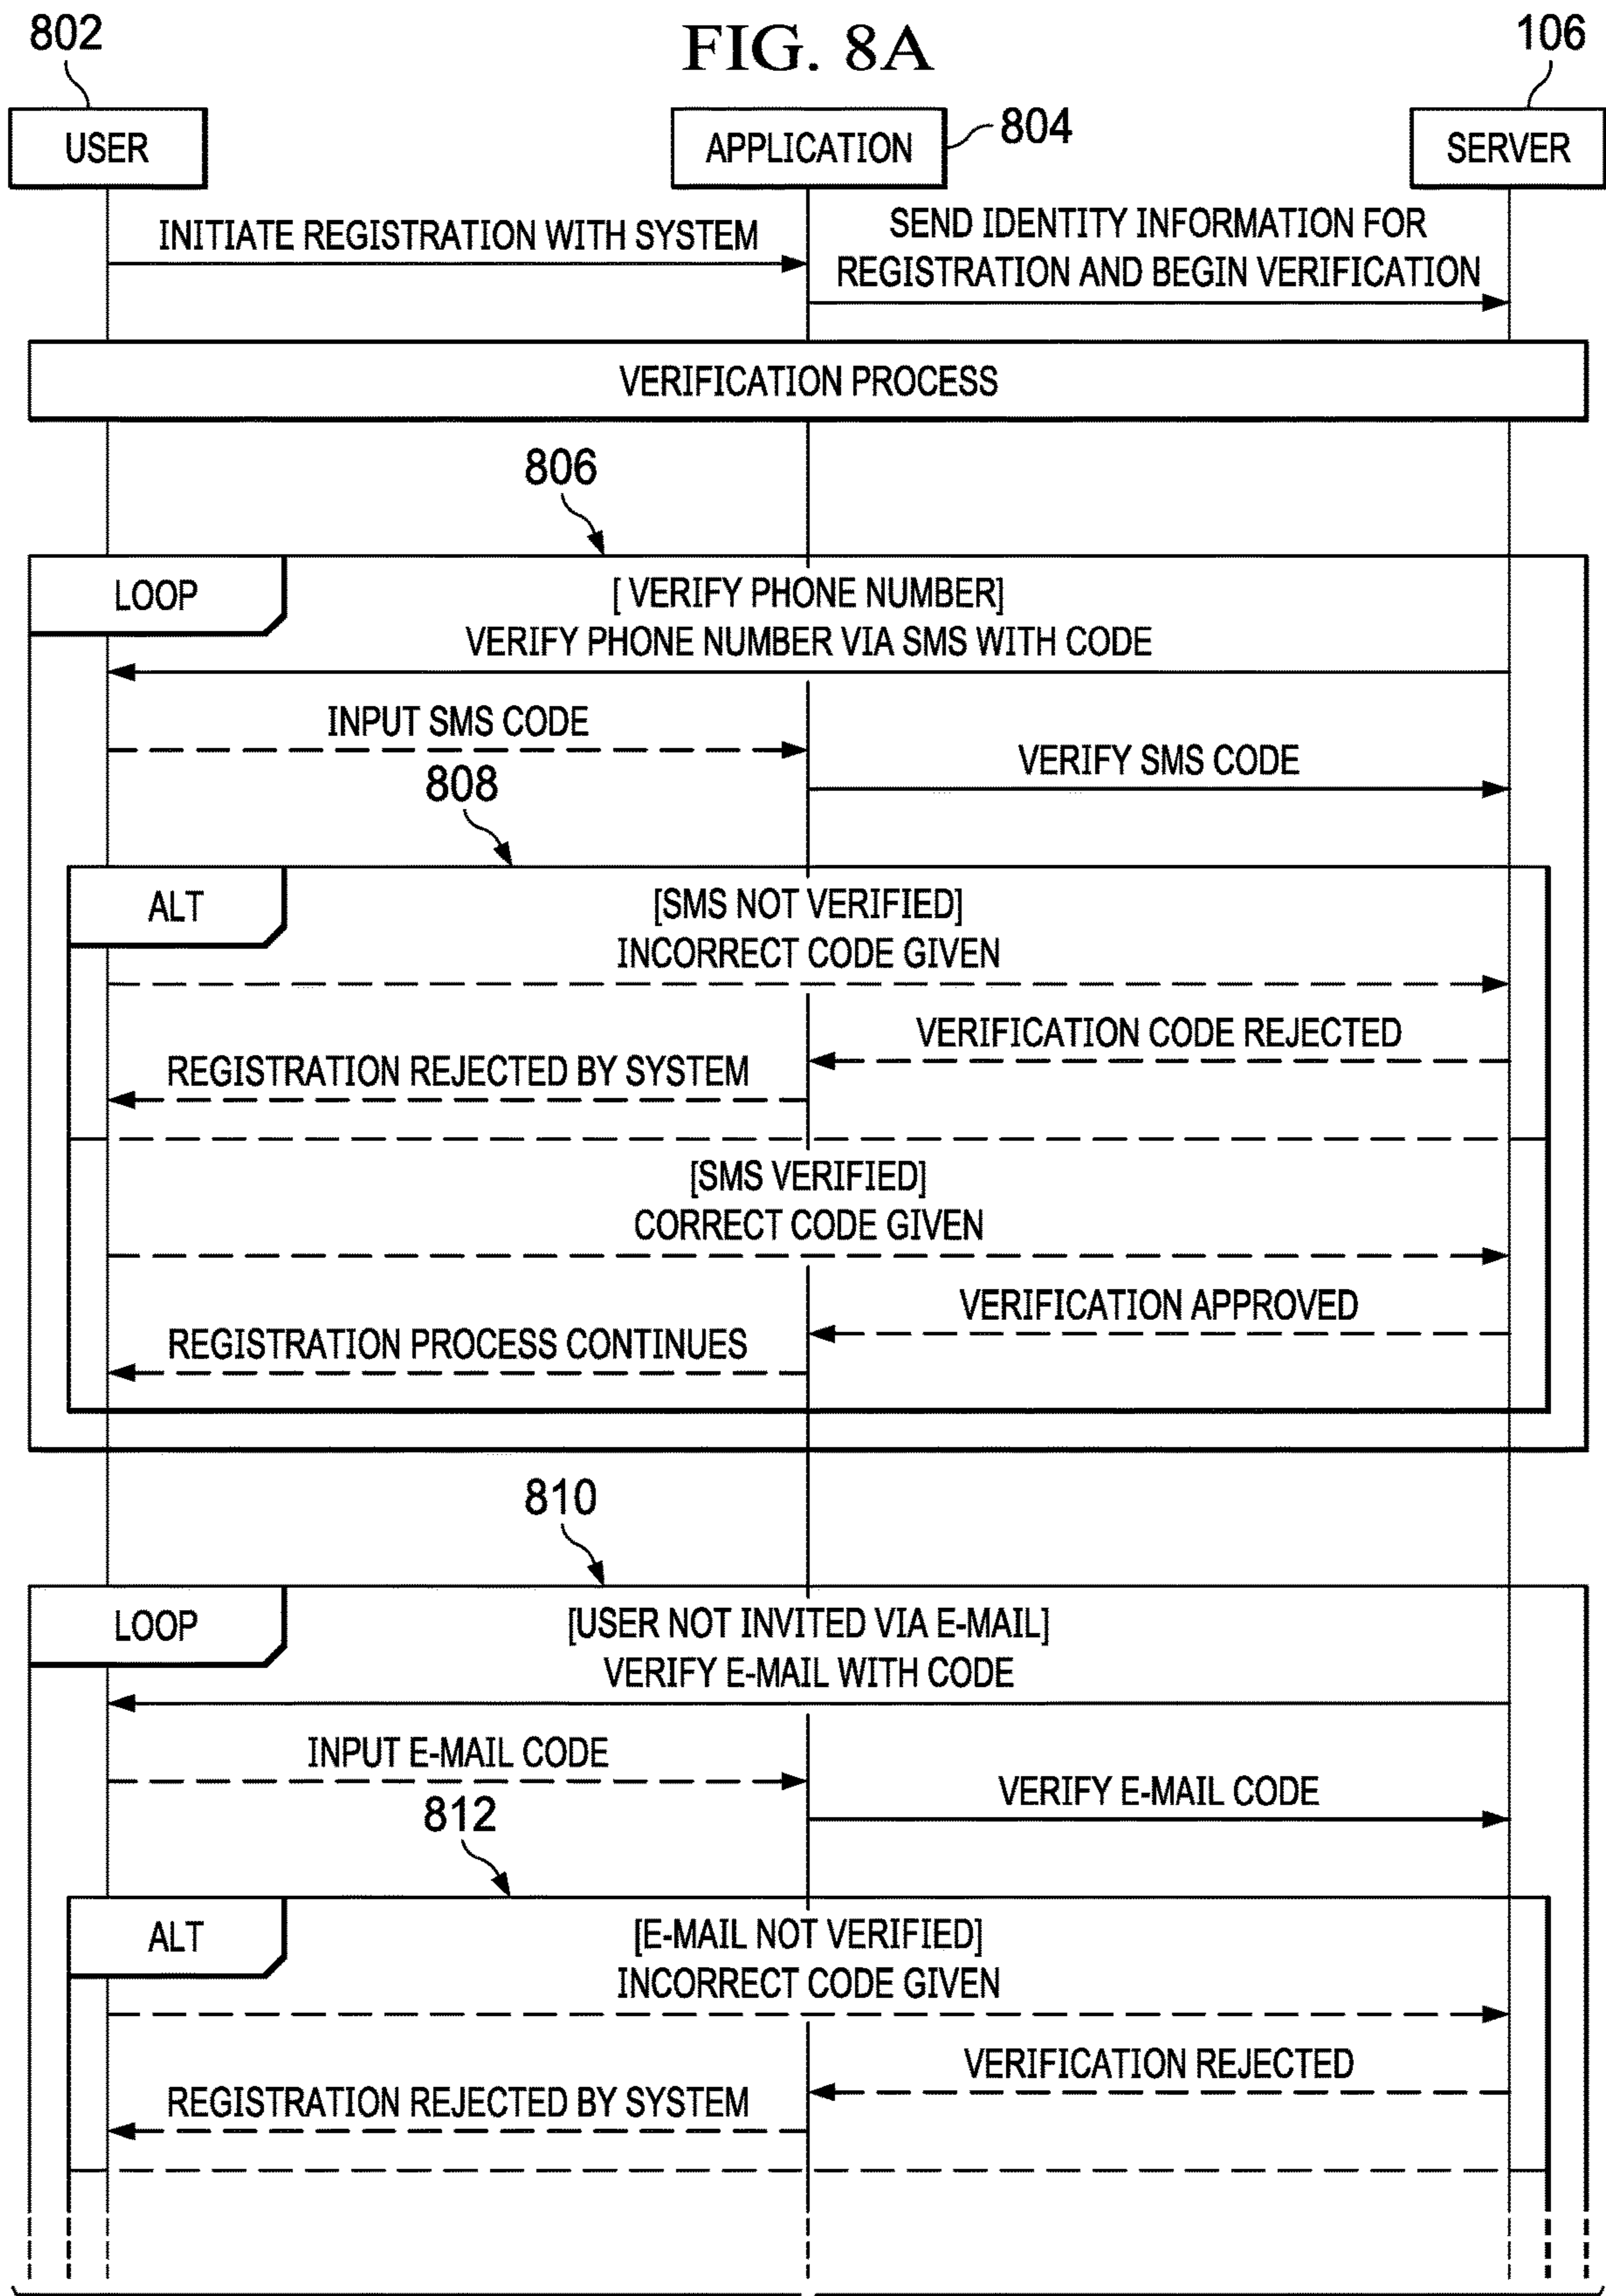 802
FIG. 8A
106
USER
APPLICATION
804
SERVER
INITIATE REGISTRATION WITH SYSTEM
SEND IDENTITY INFORMATION FOR
REGISTRATION AND BEGIN VERIFICATION
VERIFICATION PROCESS
806
LOOP
[ VERIFY PHONE NUMBER]
VERIFY PHONE NUMBER VIA SMS WITH CODE
INPUT SMS CODE
VERIFY SMS CODE
808
ALT
[SMS NOT VERIFIED]
INCORRECT CODE GIVEN
VERIFICATION CODE REJECTED
REGISTRATION REJECTED BY SYSTEM
[SMS VERIFIED]
CORRECT CODE GIVEN
VERIFICATION APPROVED
REGISTRATION PROCESS CONTINUES
810
LOOP
[USER NOT INVITED VIA E-MAIL]
VERIFY E-MAIL WITH CODE
INPUT E-MAIL CODE
VERIFY E-MAIL CODE
812
ALT
[E-MAIL NOT VERIFIED]
INCORRECT CODE GIVEN
VERIFICATION REJECTED
REGISTRATION REJECTED BY SYSTEM